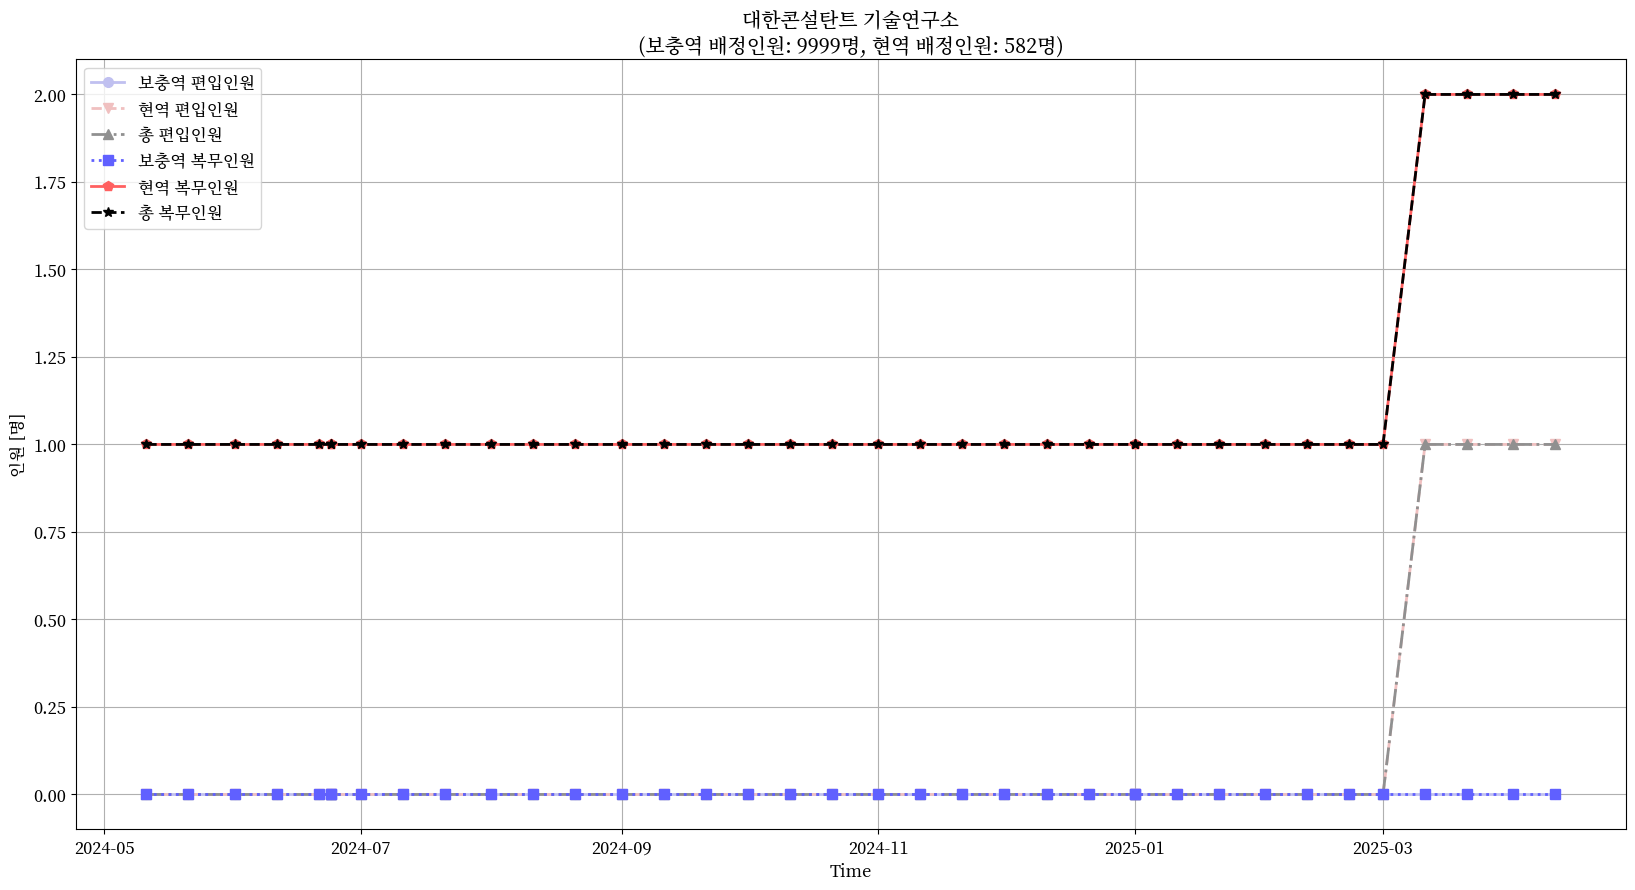 대한콘설탄트 기술연구소
(보충역 배정인원: 9999명, 현역 배정인원: 582명)
보충역 편입인원
현역 편입인원
총 편입인원
보충역 복무인원
현역 복무인원
총 복무인원
인원 [명]
2.00
1.75
1.50
1.25
1.00
0.75
0.50
0.25
0.00
2024-05
2024-07
2024-09
2024-11
2025-01
2025-03
Time